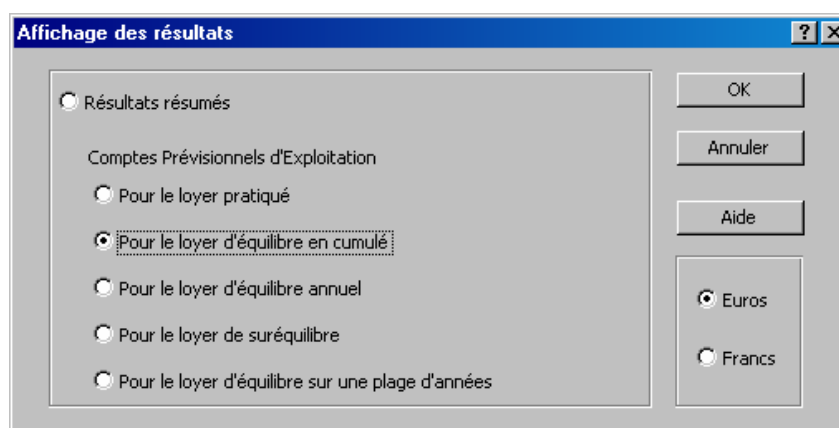 Affichage des résultats
Résultats résumés
Comptes Prévisionnels d'Exploitation
Pour le loyer pratiqué
Pour le loyer d'équilibre en cumulé
Pour le loyer d'équilibre annuel
Pour le loyer de suréquilibre
Pour le loyer d'équilibre sur une plage d'années
OK
Annuler
Aide
Euros
Francs